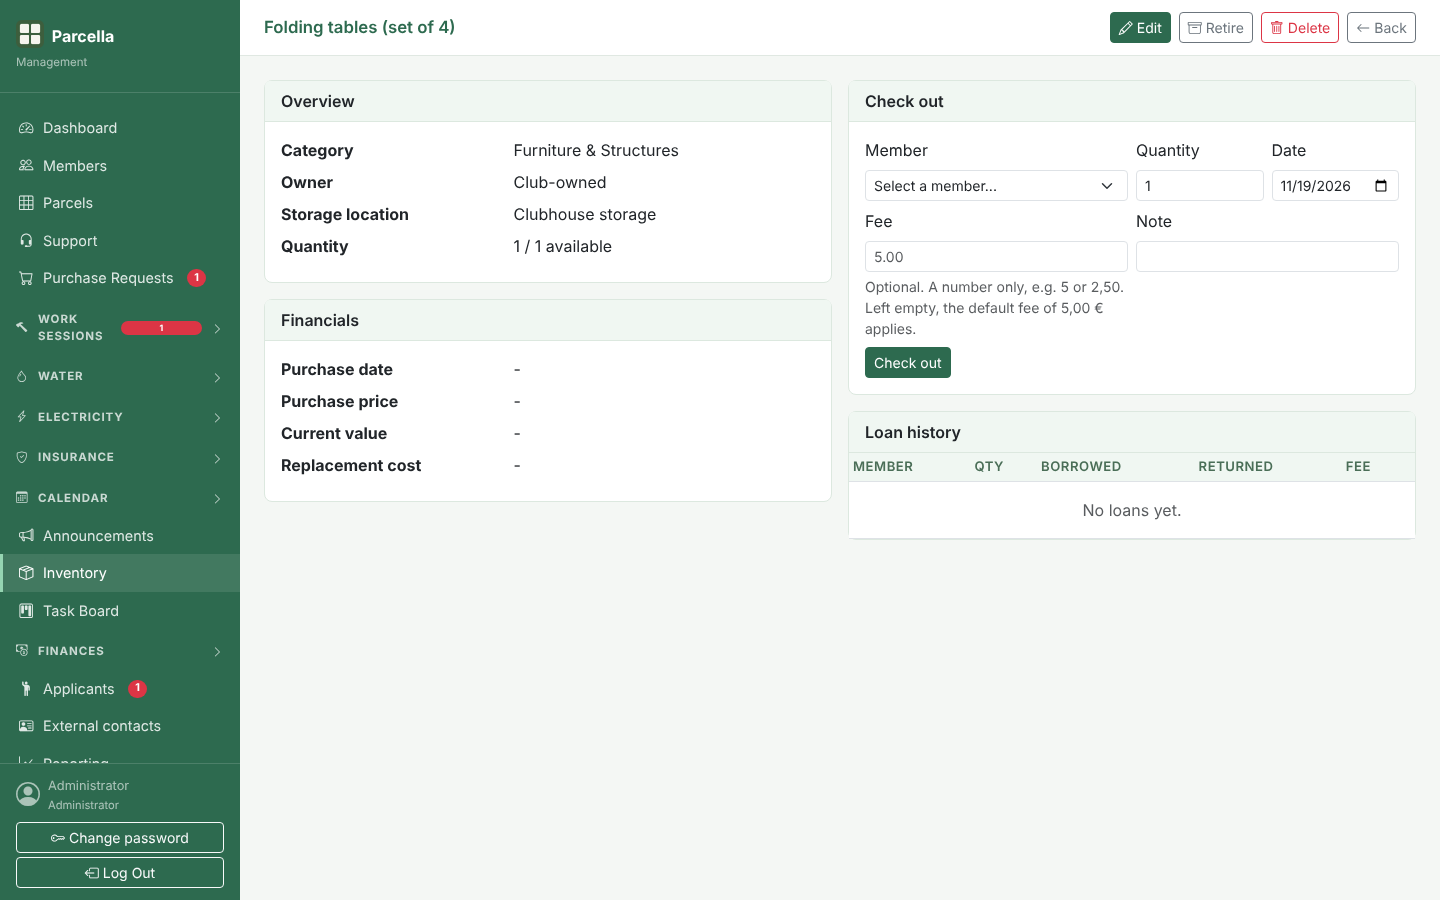 Parcella
Management
Dashboard
Members
Parcels
Support
Purchase Requests 1
WORK SESSIONS 1
WATER
ELECTRICITY
INSURANCE
CALENDAR
Announcements
Inventory
Task Board
FINANCES
Applicants 1
External contacts
Reporting
Administrator
Administrator
Change password
Log Out
Folding tables (set of 4)
Edit Retire Delete Back
Overview
Category Furniture & Structures
Owner Club-owned
Storage location Clubhouse storage
Quantity 1 / 1 available
Financials
Purchase date -
Purchase price -
Current value -
Replacement cost -
Check out
Member Quantity Date
Select a member... 1 11/19/2026
Fee Note
5.00
Optional. A number only, e.g. 5 or 2,50.
Left empty, the default fee of 5,00 €
applies.
Check out
Loan history
MEMBER QTY BORROWED RETURNED FEE
No loans yet.